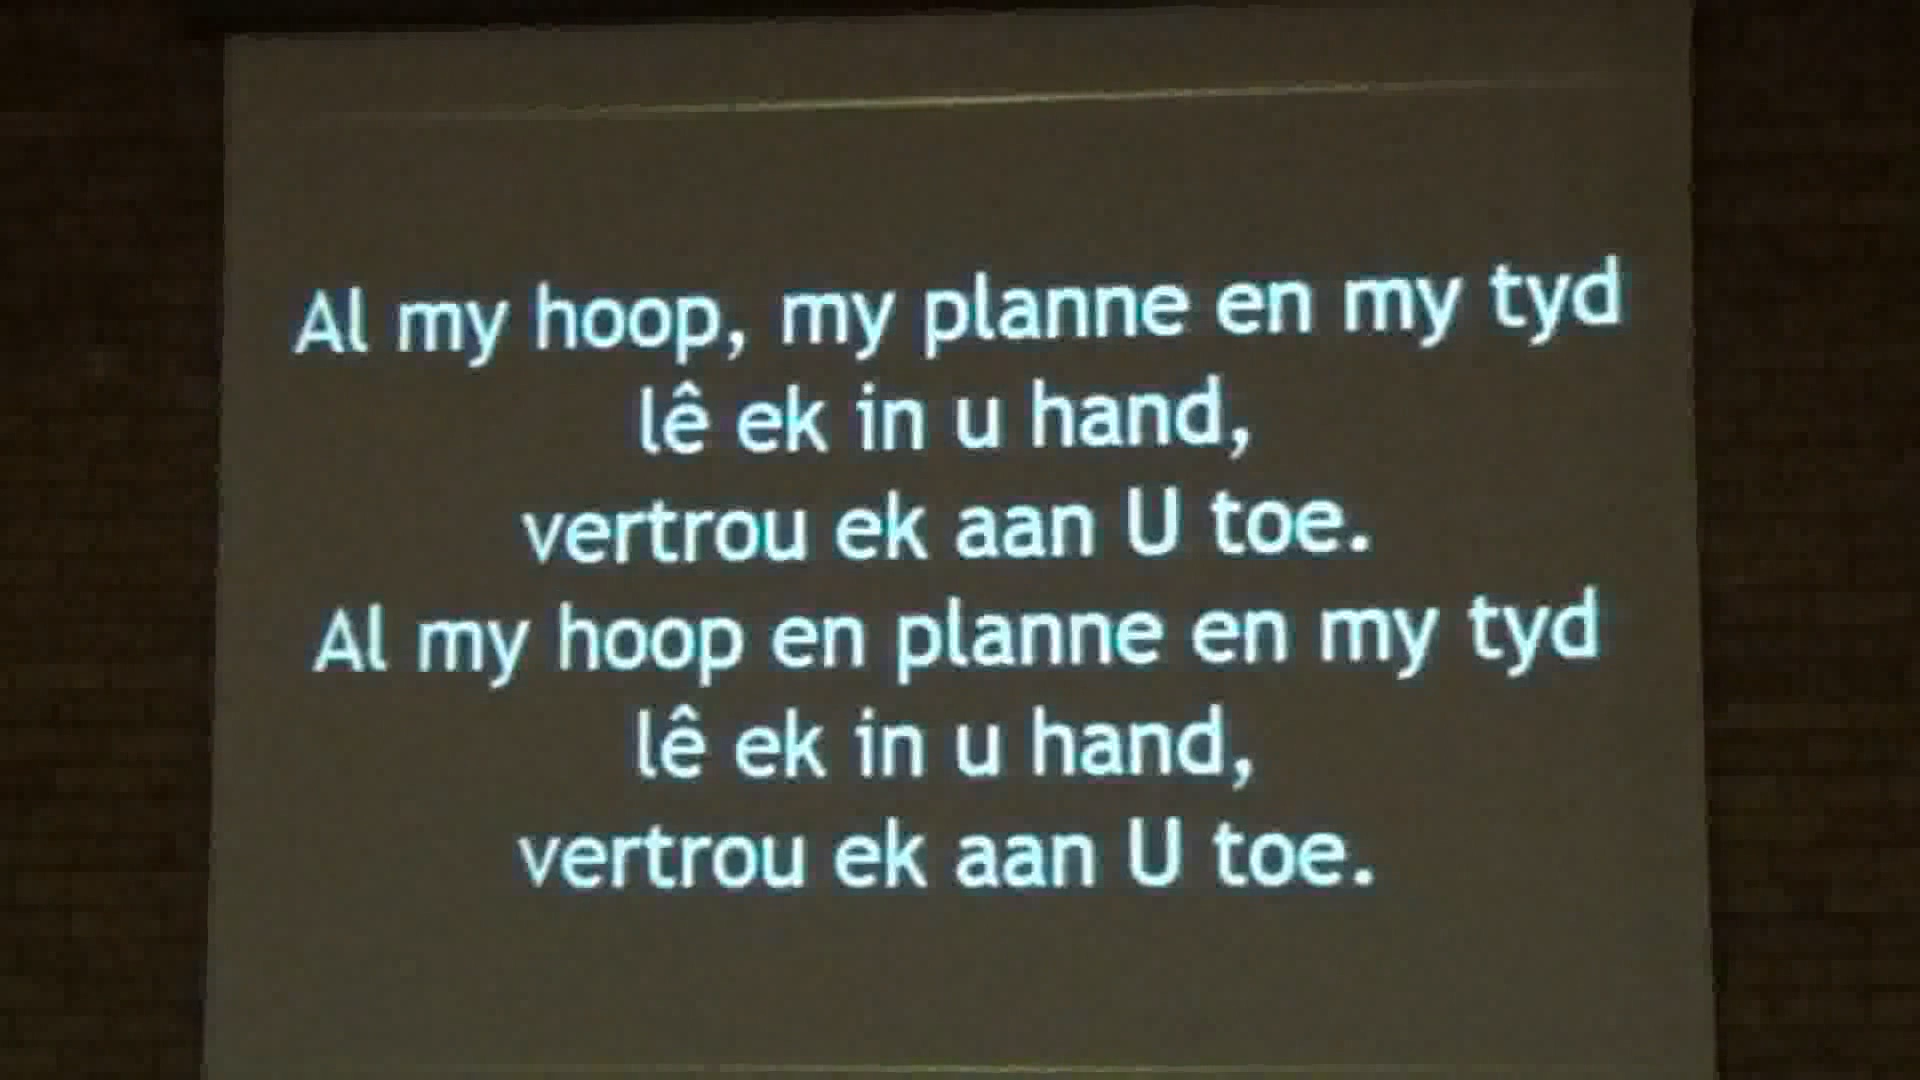 Al my hoop, my planne en my tyd
lê ek in u hand,
vertrou ek aan U toe.
Al my hoop en planne en my tyd
lê ek in u hand,
vertrou ek aan U toe.